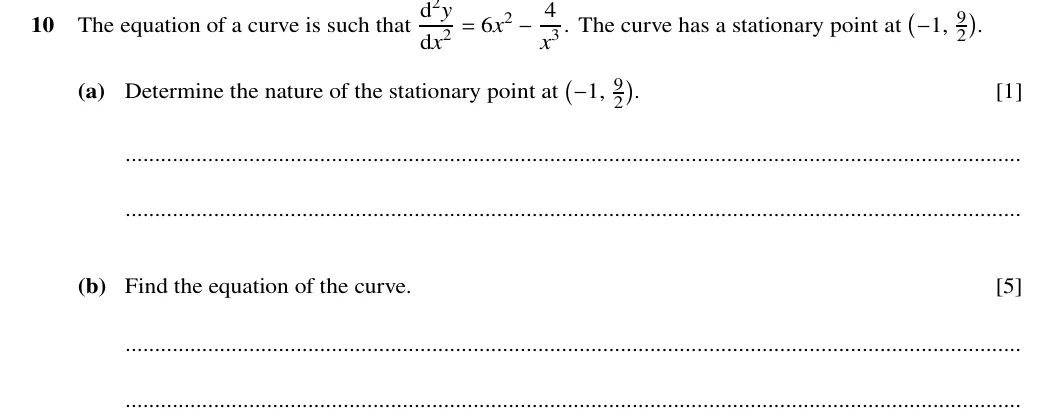 10 The equation of a curve is such that d²y/dx² = 6x² − 4/x³. The curve has a stationary point at (−1, 9/2).
(a) Determine the nature of the stationary point at (−1, 9/2). [1]
(b) Find the equation of the curve. [5]